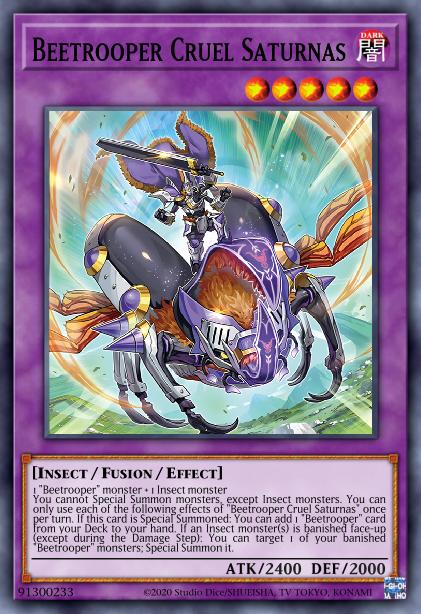 BEETROOPER CRUEL SATURNAS
DARK
闇
[INSECT / FUSION / EFFECT]
1 "Beetrooper" monster + 1 Insect monster
You cannot Special Summon monsters, except Insect monsters. You can
only use each of the following effects of "Beetrooper Cruel Saturnas" once
per turn. If this card is Special Summoned: You can add 1 "Beetrooper" card
from your Deck to your hand. If an Insect monster(s) is banished face-up
(except during the Damage Step): You can target 1 of your banished
"Beetrooper" monsters; Special Summon it.
ATK/2400 DEF/2000
91300233
©2020 Studio Dice/SHUEISHA, TV TOKYO, KONAMI